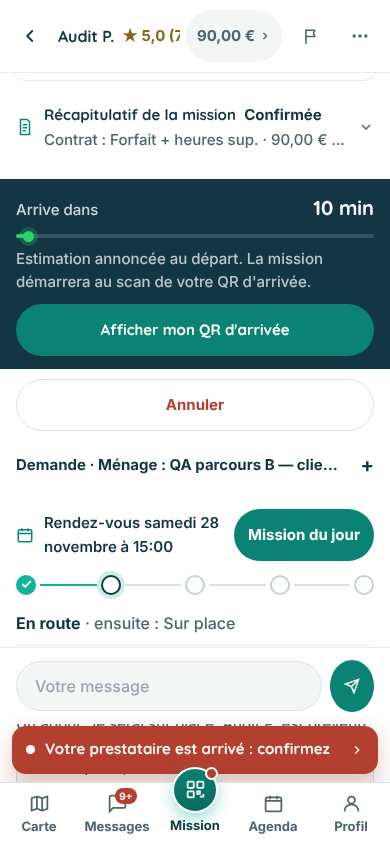 Audit P. ★ 5,0 (7
90,00 € ›
Récapitulatif de la mission Confirmée
Contrat : Forfait + heures sup. · 90,00 € ...
Arrive dans
10 min
Estimation annoncée au départ. La mission
démarrera au scan de votre QR d'arrivée.
Afficher mon QR d'arrivée
Annuler
Demande · Ménage : QA parcours B — clie...
+
Rendez-vous samedi 28
novembre à 15:00
Mission du jour
En route · ensuite : Sur place
Votre message
Votre prestataire est arrivé : confirmez ›
9+
Carte
Messages
Mission
Agenda
Profil